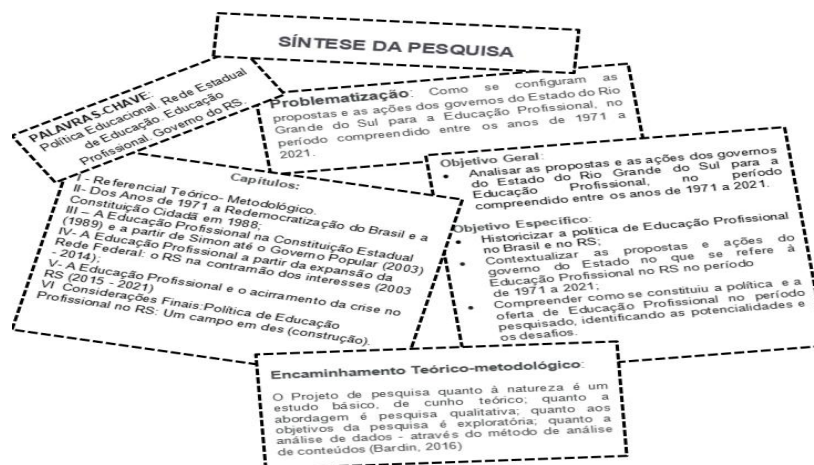 SÍNTESE DA PESQUISA
PALAVRAS-CHAVE:
Política Educacional. Rede Estadual
de Educação. Educação
Profissional. Governo do RS.
Problematização: Como se configuram as
propostas e as ações dos governos do Estado do Rio
Grande do Sul para a Educação Profissional, no
período compreendido entre os anos de 1971 a
2021.
Capítulos:
I - Referencial Teórico- Metodológico.
II- Dos Anos de 1971 a Redemocratização do Brasil e a
Constituição Cidadã em 1988;
III – A Educação Profissional na Constituição Estadual
(1989) e a partir de Simon até o Governo Popular (2003)
IV- A Educação Profissional a partir da expansão da
Rede Federal: o RS na contramão dos interesses (2003
- 2014);
V- A Educação Profissional e o acirramento da crise no
RS (2015 - 2021)
VI Considerações Finais:Política de Educação
Profissional no RS: Um campo em des (construção).
Objetivo Geral:
• Analisar as propostas e as ações dos governos
do Estado do Rio Grande do Sul para a
Educação Profissional, no período
compreendido entre os anos de 1971 a 2021.
Objetivo Específico:
• Historicizar a política de Educação Profissional
no Brasil e no RS;
• Contextualizar as propostas e ações do
governo do Estado no que se refere à
Educação Profissional no RS no período
de 1971 a 2021;
• Compreender como se constituiu a política e a
oferta de Educação Profissional no período
pesquisado, identificando as potencialidades e
os desafios.
Encaminhamento Teórico-metodológico:
O Projeto de pesquisa quanto à natureza é um
estudo básico, de cunho teórico; quanto a
abordagem é pesquisa qualitativa; quanto aos
objetivos da pesquisa é exploratória; quanto a
análise de dados - através do método de análise
de conteúdos (Bardin, 2016)